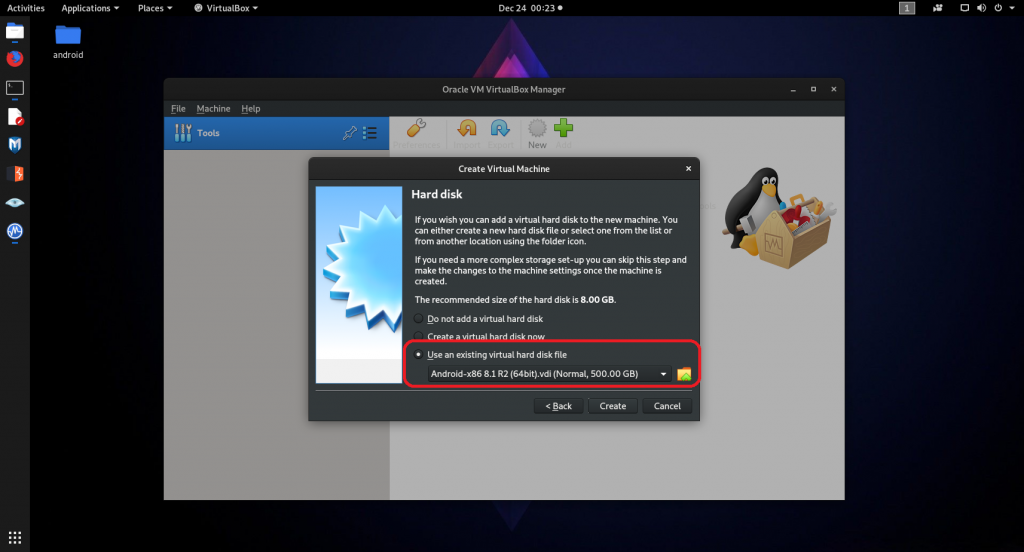 Activities Applications Places VirtualBox Dec 24 00:23 1
android
Oracle VM VirtualBox Manager
File Machine Help
Tools
Preferences Import Export New Add
Create Virtual Machine
Hard disk
If you wish you can add a virtual hard disk to the new machine. You
can either create a new hard disk file or select one from the list or
from another location using the folder icon.
If you need a more complex storage set-up you can skip this step and
make the changes to the machine settings once the machine is
created.
The recommended size of the hard disk is 8.00 GB.
Do not add a virtual hard disk
Create a virtual hard disk now
Use an existing virtual hard disk file
Android-x86 8.1 R2 (64bit).vdi (Normal, 500.00 GB)
< Back Create Cancel